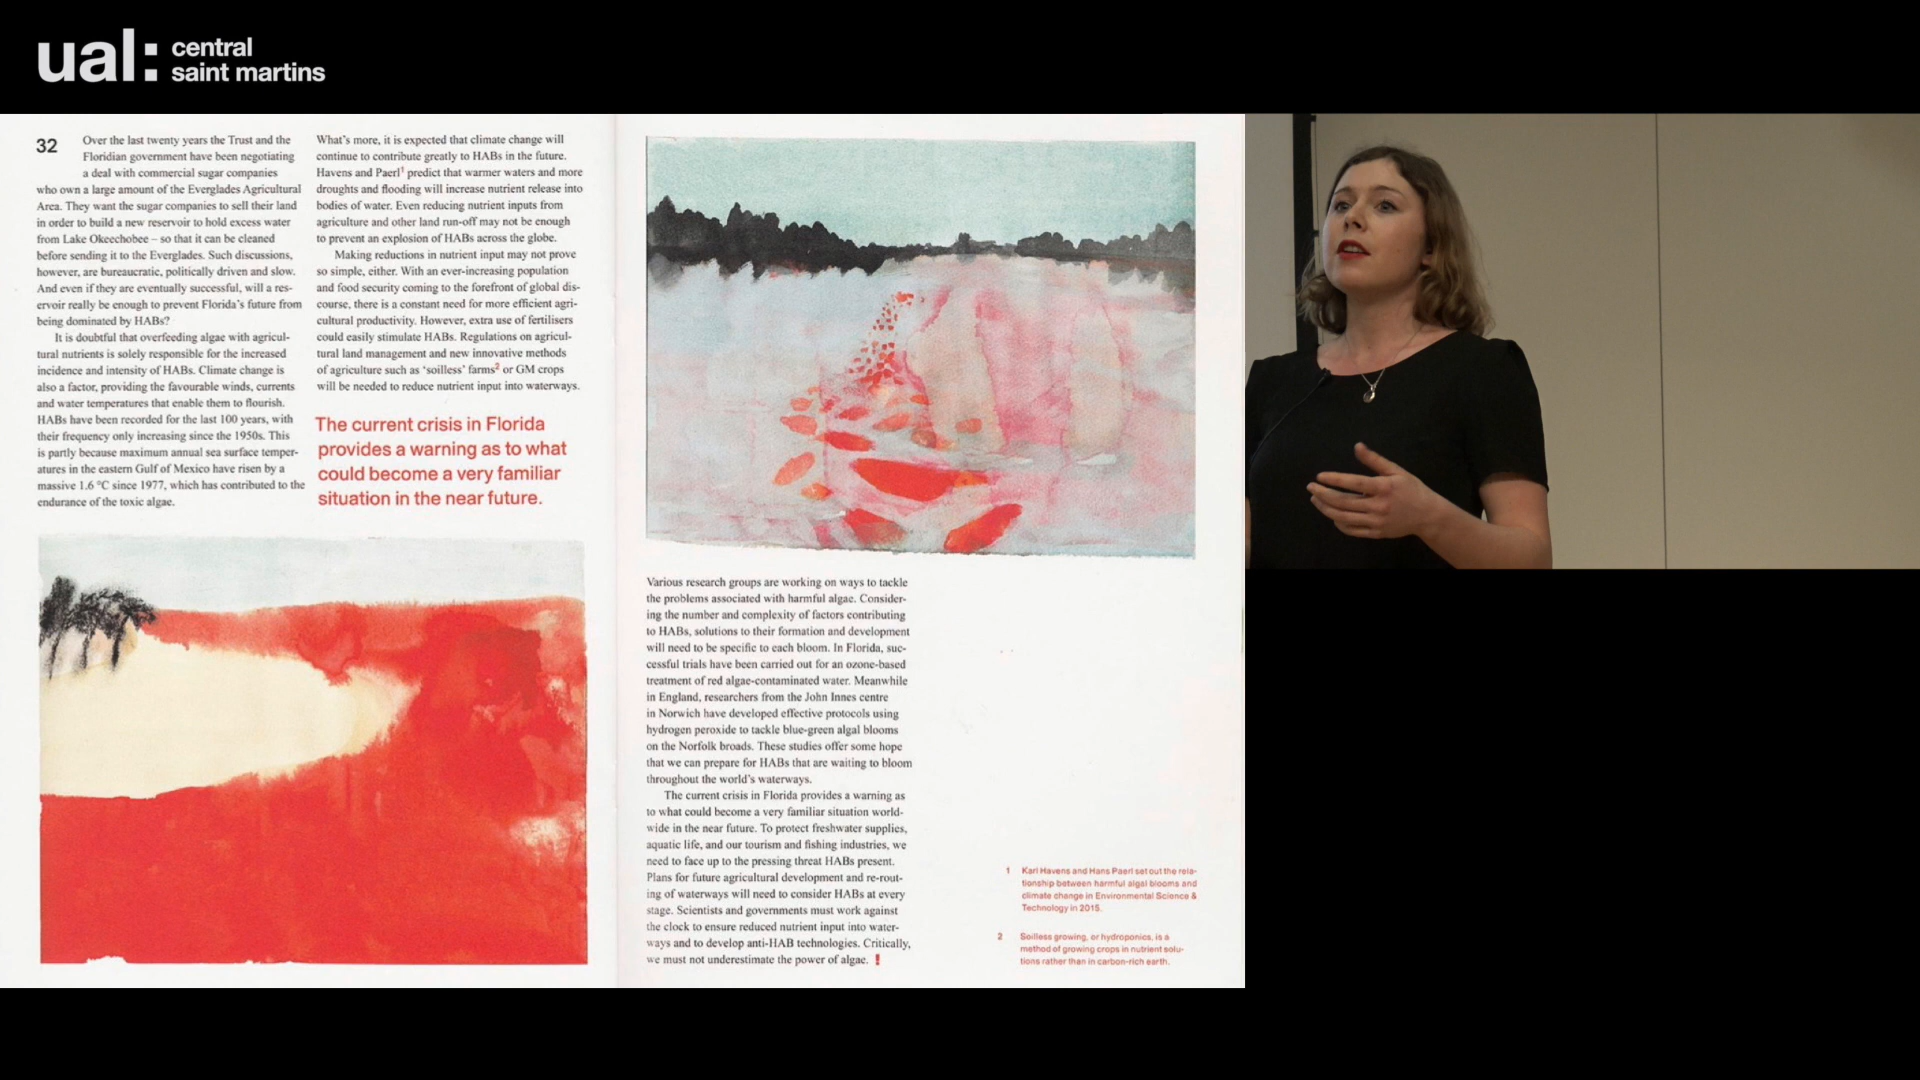 ual:
central
saint martins
32
Over the last twenty years the Trust and the
Floridian government have been negotiating
a deal with commercial sugar companies
who own a large amount of the Everglades Agricultural
Area. They want the sugar companies to sell their land
in order to build a new reservoir to hold excess water
from Lake Okeechobee – so that it can be cleaned
before sending it to the Everglades. Such discussions,
however, are bureaucratic, politically driven and slow.
And even if they are eventually successful, will a res-
ervoir really be enough to prevent Florida's future from
being dominated by HABs?
It is doubtful that overfeeding algae with agricul-
tural nutrients is solely responsible for the increased
incidence and intensity of HABs. Climate change is
also a factor, providing the favourable winds, currents
and water temperatures that enable them to flourish.
HABs have been recorded for the last 100 years, with
their frequency only increasing since the 1950s. This
is partly because maximum annual sea surface temper-
atures in the eastern Gulf of Mexico have risen by a
massive 1.6 °C since 1977, which has contributed to the
endurance of the toxic algae.
What's more, it is expected that climate change will
continue to contribute greatly to HABs in the future.
Havens and Paerl¹ predict that warmer waters and more
droughts and flooding will increase nutrient release into
bodies of water. Even reducing nutrient inputs from
agriculture and other land run-off may not be enough
to prevent an explosion of HABs across the globe.
Making reductions in nutrient input may not prove
so simple, either. With an ever-increasing population
and food security coming to the forefront of global dis-
course, there is a constant need for more efficient agri-
cultural productivity. However, extra use of fertilisers
could easily stimulate HABs. Regulations on agricul-
tural land management and new innovative methods
of agriculture such as 'soilless' farms² or GM crops
will be needed to reduce nutrient input into waterways.
The current crisis in Florida
provides a warning as to what
could become a very familiar
situation in the near future.
Various research groups are working on ways to tackle
the problems associated with harmful algae. Consider-
ing the number and complexity of factors contributing
to HABs, solutions to their formation and development
will need to be specific to each bloom. In Florida, suc-
cessful trials have been carried out for an ozone-based
treatment of red algae-contaminated water. Meanwhile
in England, researchers from the John Innes centre
in Norwich have developed effective protocols using
hydrogen peroxide to tackle blue-green algal blooms
on the Norfolk broads. These studies offer some hope
that we can prepare for HABs that are waiting to bloom
throughout the world's waterways.
The current crisis in Florida provides a warning as
to what could become a very familiar situation world-
wide in the near future. To protect freshwater supplies,
aquatic life, and our tourism and fishing industries, we
need to face up to the pressing threat HABs present.
Plans for future agricultural development and re-rout-
ing of waterways will need to consider HABs at every
stage. Scientists and governments must work against
the clock to ensure reduced nutrient input into water-
ways and to develop anti-HAB technologies. Critically,
we must not underestimate the power of algae. !
1 Karl Havens and Hans Paerl set out the rela-
tionship between harmful algal blooms and
climate change in Environmental Science &
Technology in 2015.
2 Soilless growing, or hydroponics, is a
method of growing crops in nutrient solu-
tions rather than in carbon-rich earth.